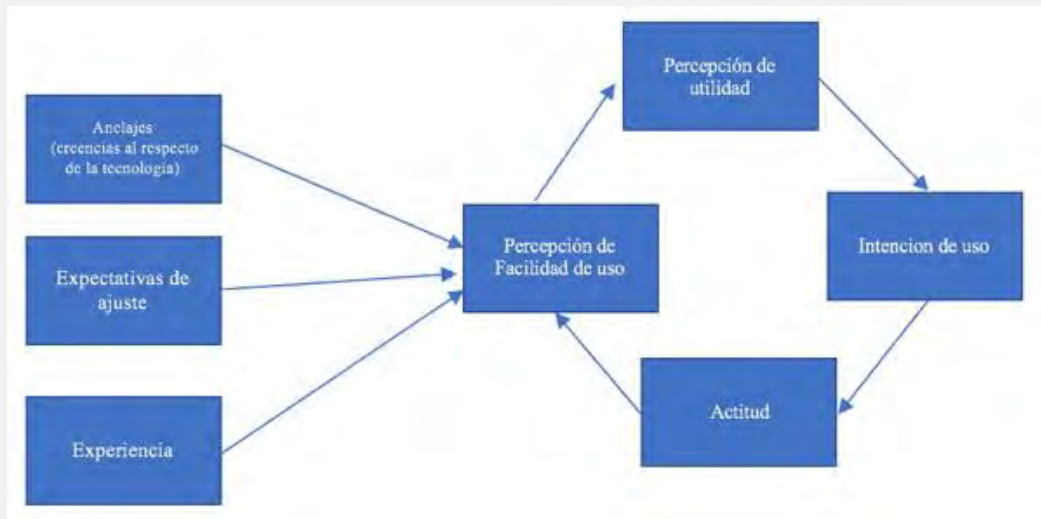 Anclajes
(creencias al respecto
de la tecnología)
Expectativas de
ajuste
Experiencia
Percepción de
Facilidad de uso
Percepción de
utilidad
Intencion de uso
Actitud